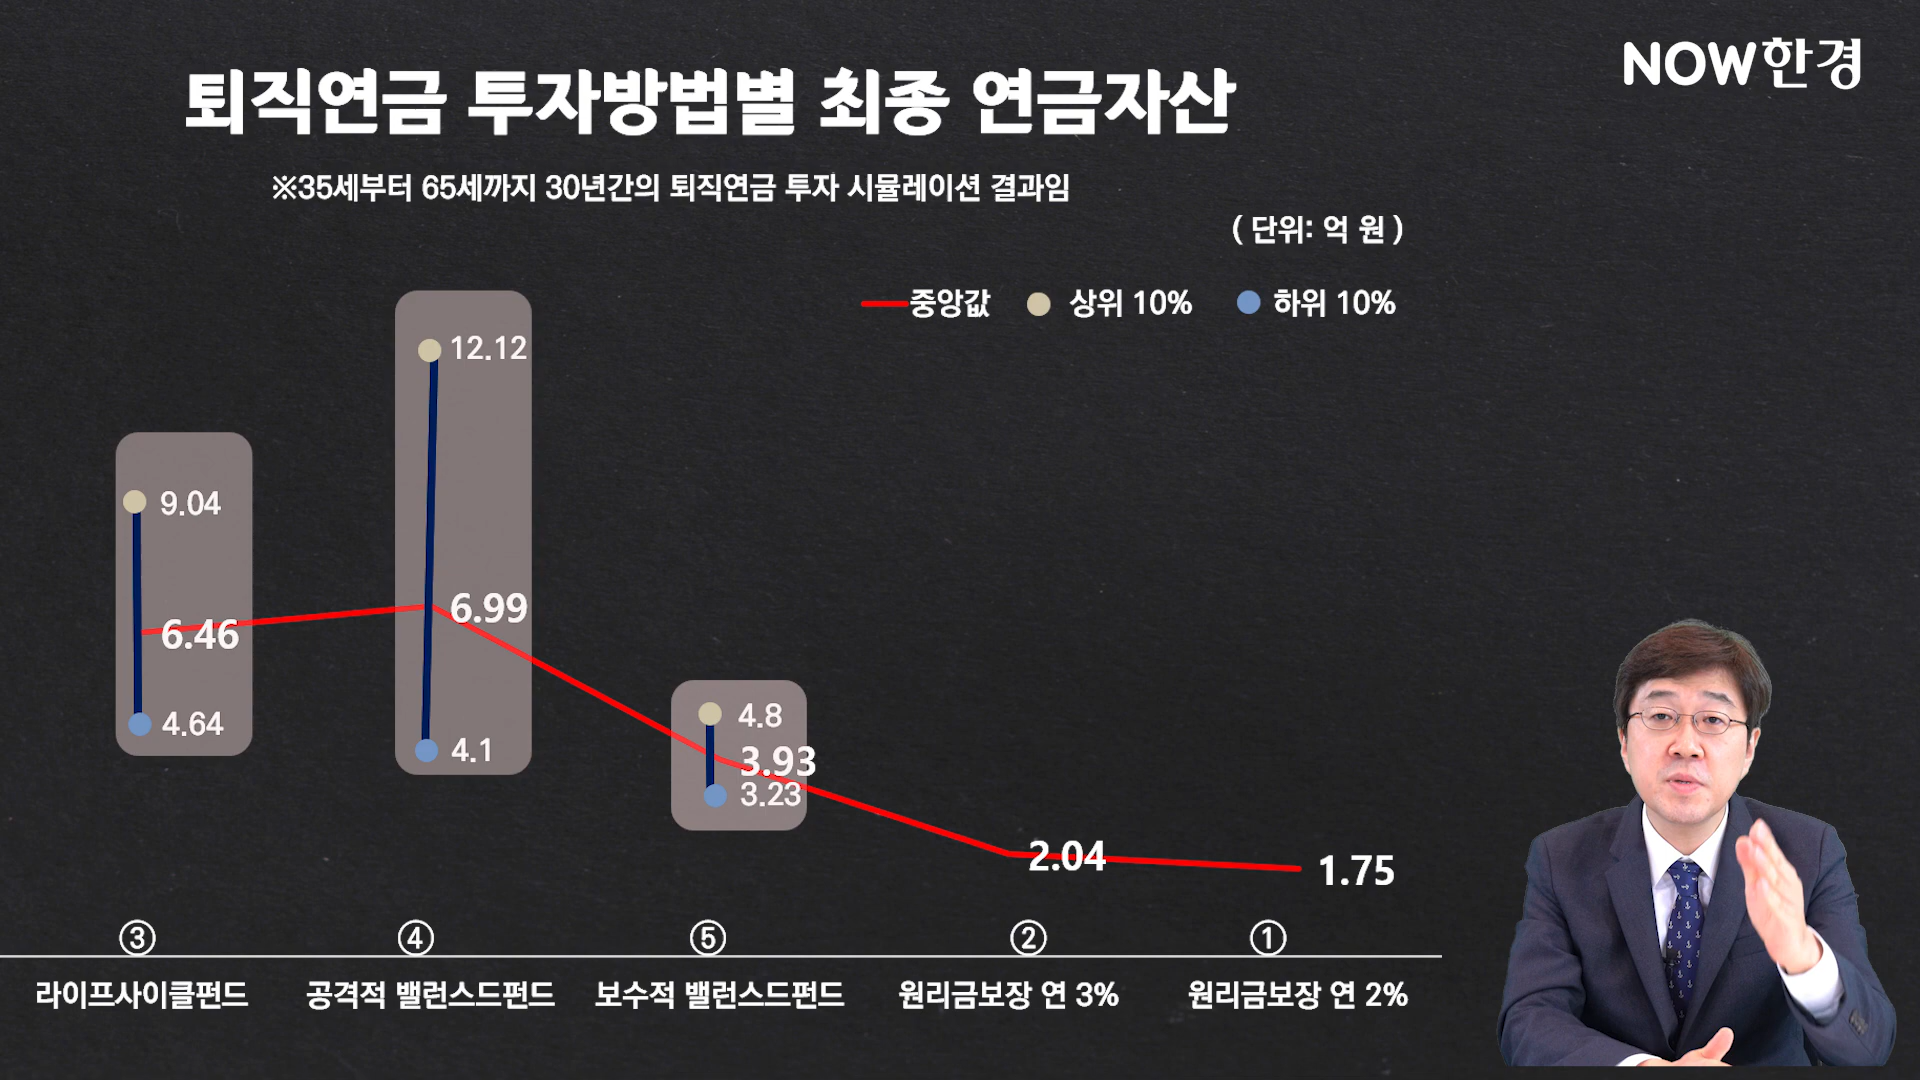 NOW한경
퇴직연금 투자방법별 최종 연금자산
※35세부터 65세까지 30년간의 퇴직연금 투자 시뮬레이션 결과임
( 단위: 억 원 )
중앙값 상위 10% 하위 10%
12.12
9.04
6.99
6.46
4.8
4.64
4.1
3.93
3.23
2.04
1.75
③ ④ ⑤ ② ①
라이프사이클펀드 공격적 밸런스드펀드 보수적 밸런스드펀드 원리금보장 연 3% 원리금보장 연 2%